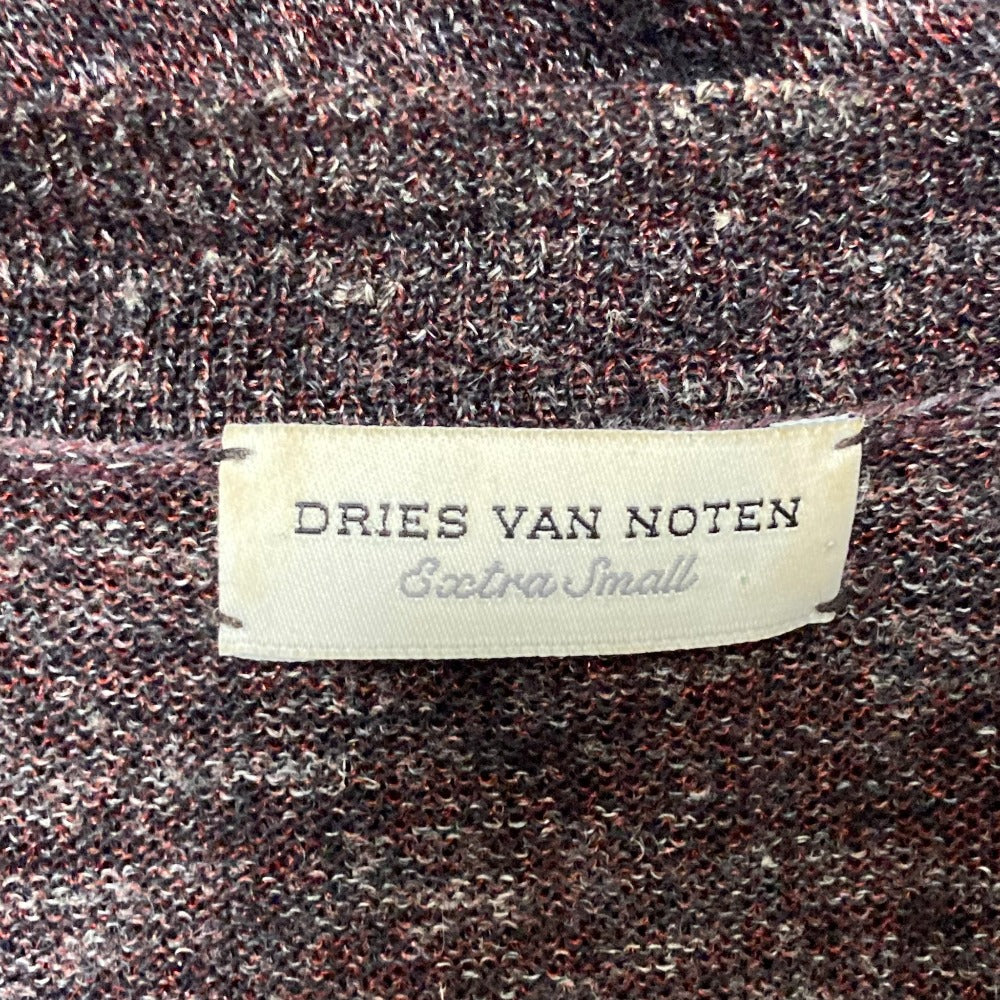 DRIES VAN NOTEN
Extra Small